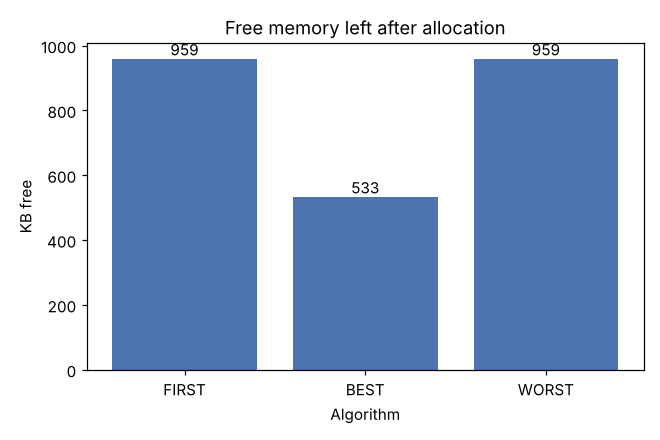 Free memory left after allocation
959
533
959
KB free
1000
800
600
400
200
0
FIRST
BEST
WORST
Algorithm